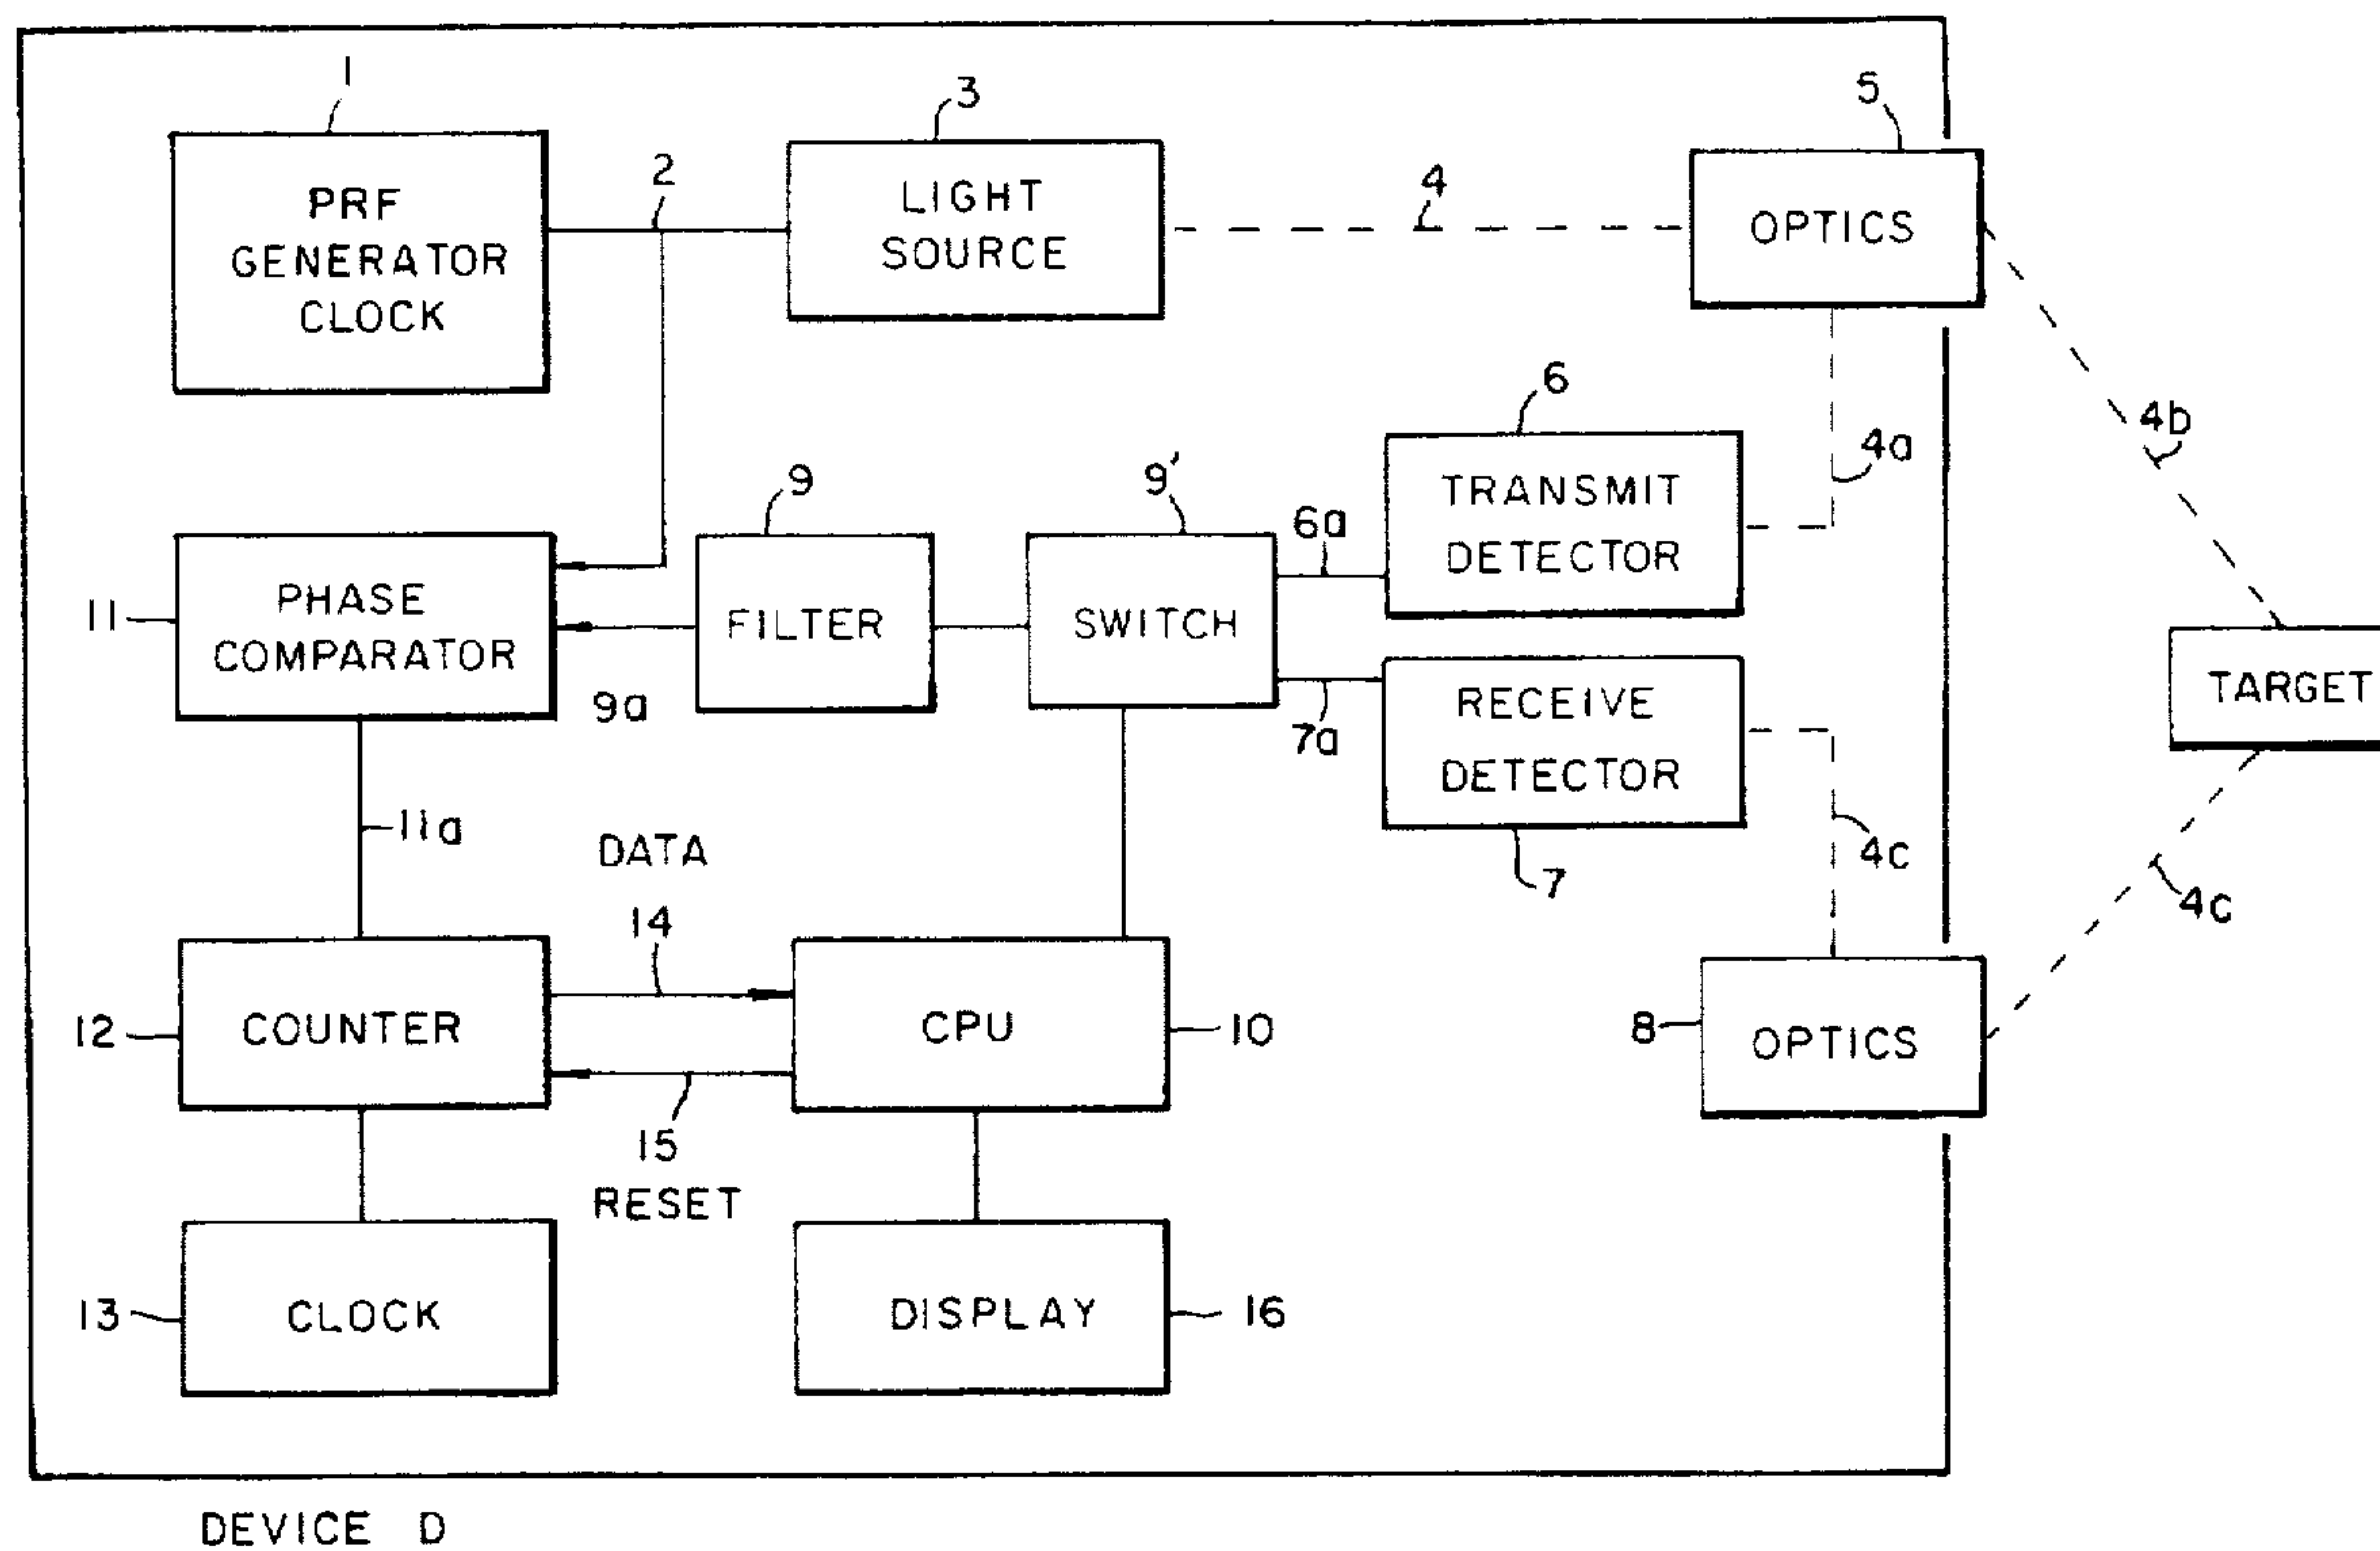 1
3
5
PRF
GENERATOR
CLOCK
2
LIGHT
SOURCE
4
OPTICS
6
4b
4a
9
9'
TRANSMIT
DETECTOR
6a
11
PHASE
COMPARATOR
FILTER
SWITCH
9a
7a
RECEIVE
DETECTOR
TARGET
11a
DATA
4c
7
4c
14
12
COUNTER
CPU
10
8
OPTICS
15
RESET
13
CLOCK
DISPLAY
16
DEVICE D